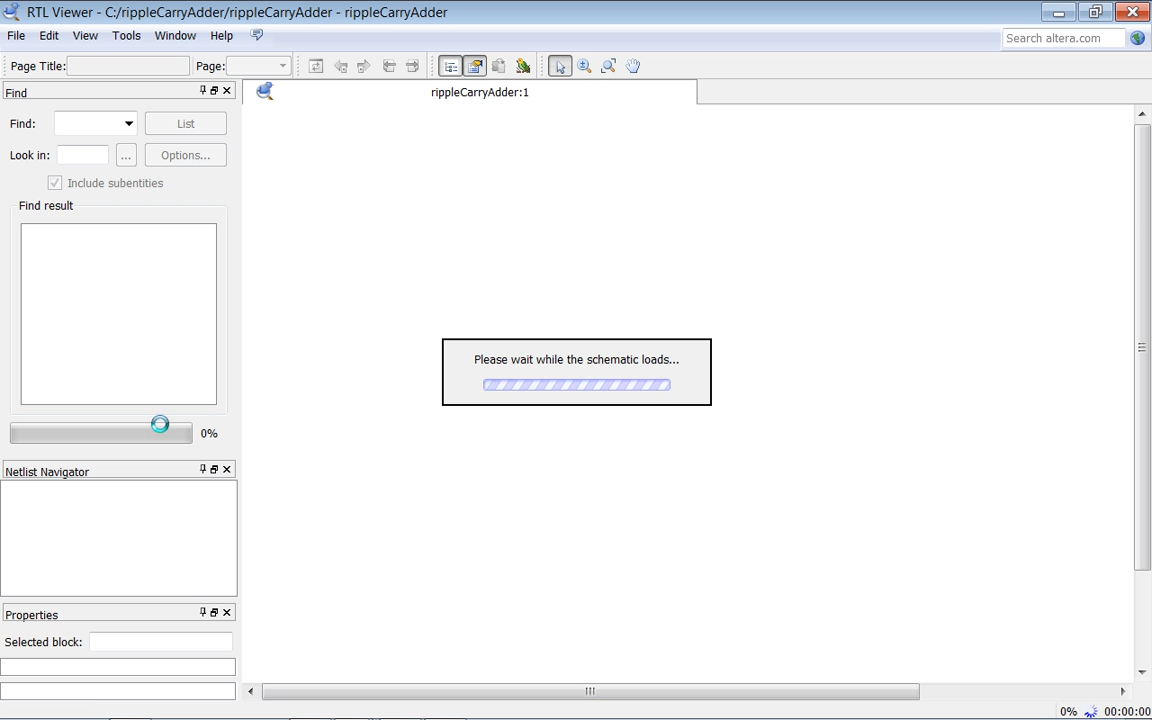 RTL Viewer - C:/rippleCarryAdder/rippleCarryAdder - rippleCarryAdder
File Edit View Tools Window Help
Search altera.com
Page Title: Page:
Find
rippleCarryAdder:1
Find: List
Look in: ... Options...
Include subentities
Find result
Please wait while the schematic loads...
0%
Netlist Navigator
Properties
Selected block:
0% 00:00:00